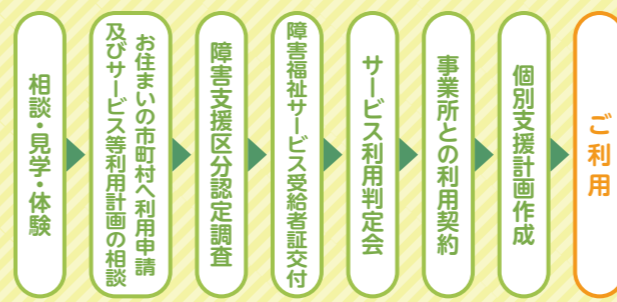 相談・見学・体験
お住まいの市町村へ利用申請
及びサービス等利用計画の相談
障害支援区分認定調査
障害福祉サービス受給者証交付
サービス利用判定会
事業所との利用契約
個別支援計画作成
ご利用